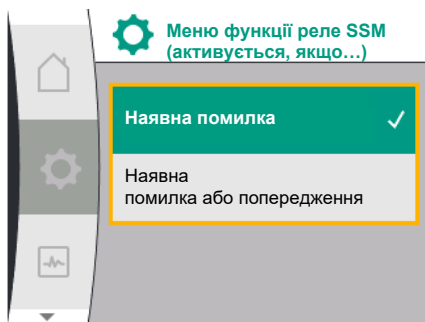 Меню функції реле SSM
(активується, якщо…)
Наявна помилка
Наявна
помилка або попередження